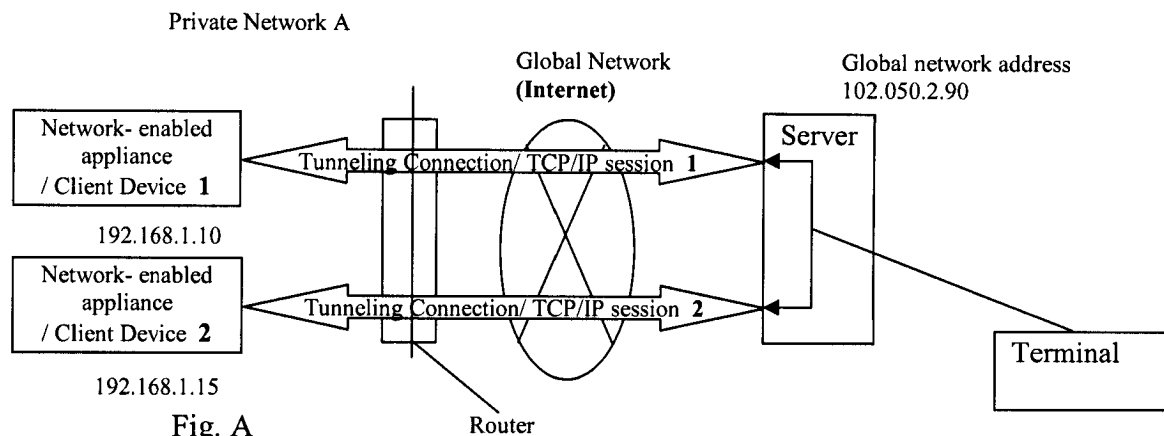 Private Network A
Global Network
(Internet)
Global network address
102.050.2.90
Network- enabled
appliance
/ Client Device 1
Tunneling Connection/ TCP/IP session 1
Server
192.168.1.10
Network- enabled
appliance
/ Client Device 2
Tunneling Connection/ TCP/IP session 2
Terminal
192.168.1.15
Fig. A
Router